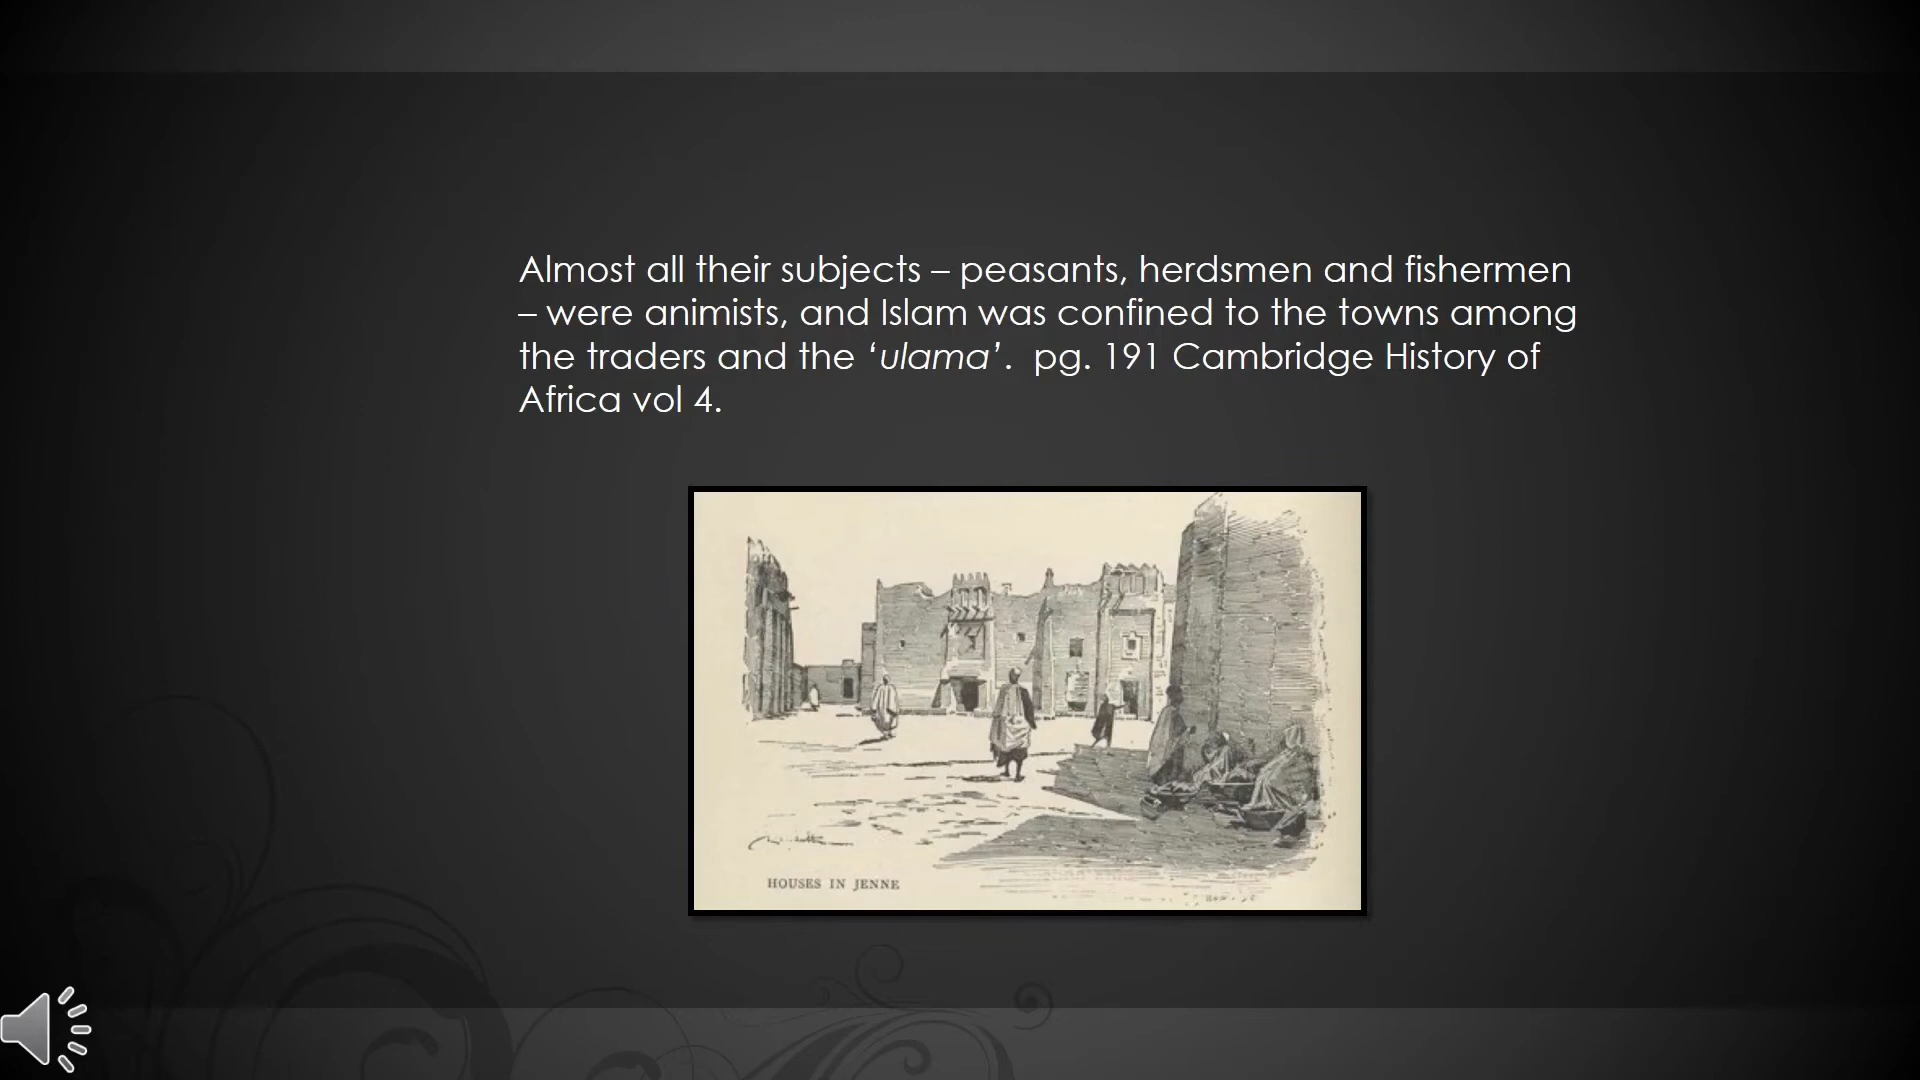 Almost all their subjects – peasants, herdsmen and fishermen
– were animists, and Islam was confined to the towns among
the traders and the ‘ulama’.  pg. 191 Cambridge History of
Africa vol 4.
HOUSES IN JENNE